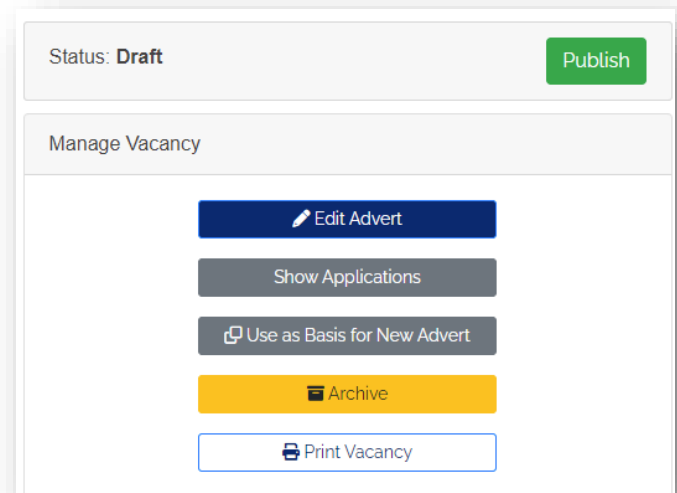 Status: Draft
Publish
Manage Vacancy
Edit Advert
Show Applications
Use as Basis for New Advert
Archive
Print Vacancy